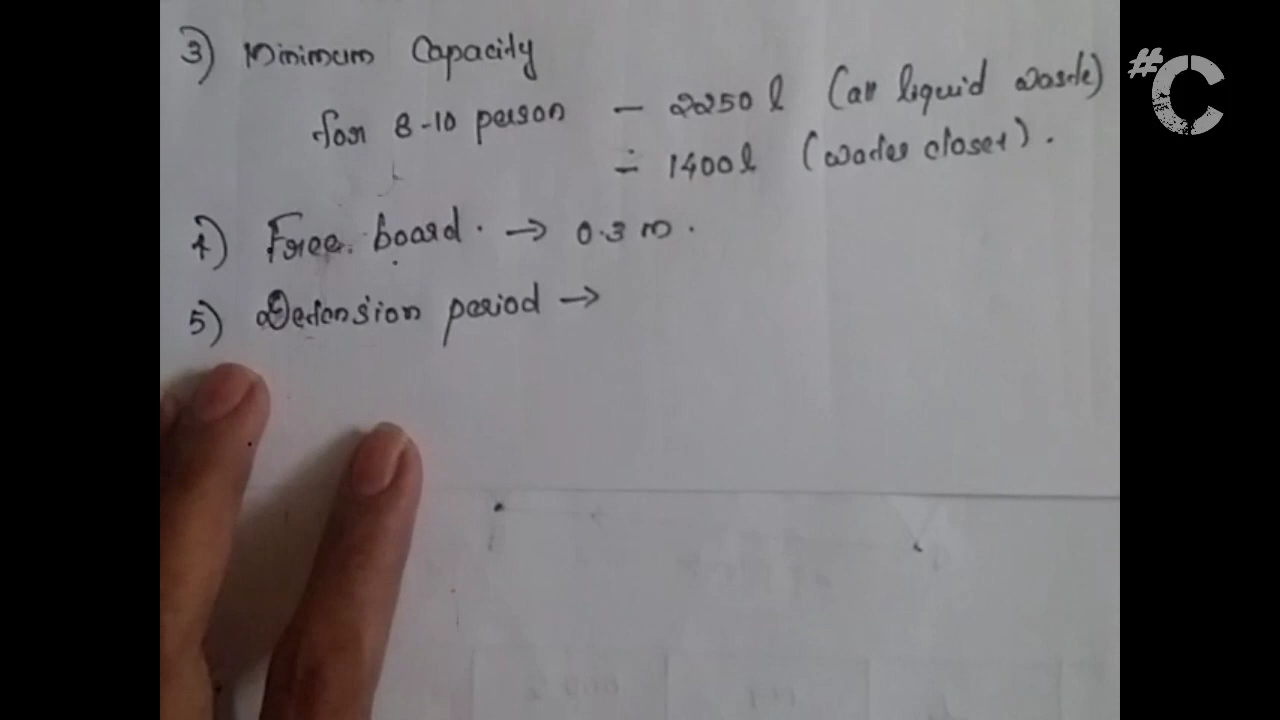 3) Minimum Capacity
for 8-10 person - 2250 l (all liquid waste)
- 1400 l (water closet).
4) Free board. → 0.3 m.
5) Detension period →
#C